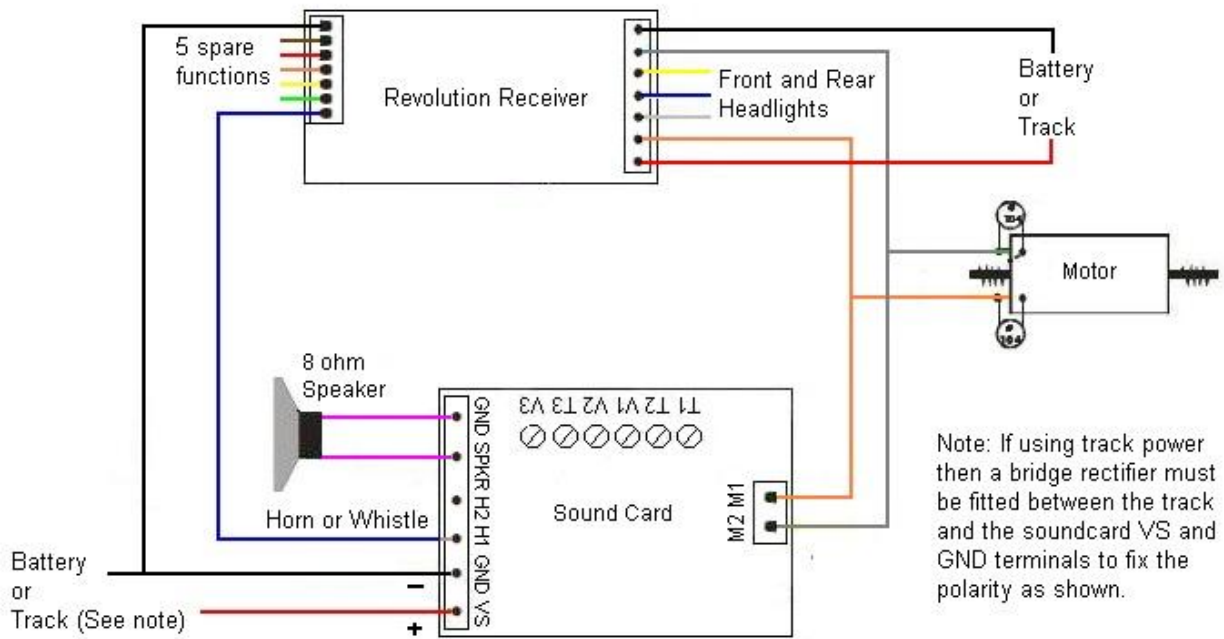 5 spare
functions
Revolution Receiver
Front and Rear
Headlights
Battery
or
Track
104
Motor
104
8 ohm
Speaker
V3 T3 V2 V1 T2 T1
GND SPKR H2 H1 GND VS
Sound Card
M2 M1
Horn or Whistle
Battery
or
Track (See note)
−
+
Note: If using track power
then a bridge rectifier must
be fitted between the track
and the soundcard VS and
GND terminals to fix the
polarity as shown.